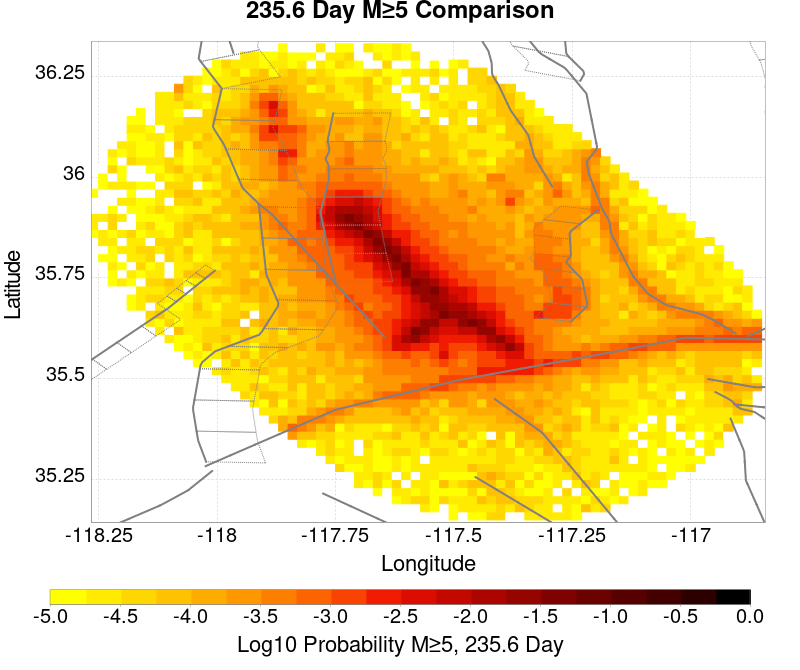 235.6 Day M≥5 Comparison
36.25
36
35.75
35.5
35.25
Latitude
-118.25 -118 -117.75 -117.5 -117.25 -117
Longitude
-5.0 -4.5 -4.0 -3.5 -3.0 -2.5 -2.0 -1.5 -1.0 -0.5 0.0
Log10 Probability M≥5, 235.6 Day